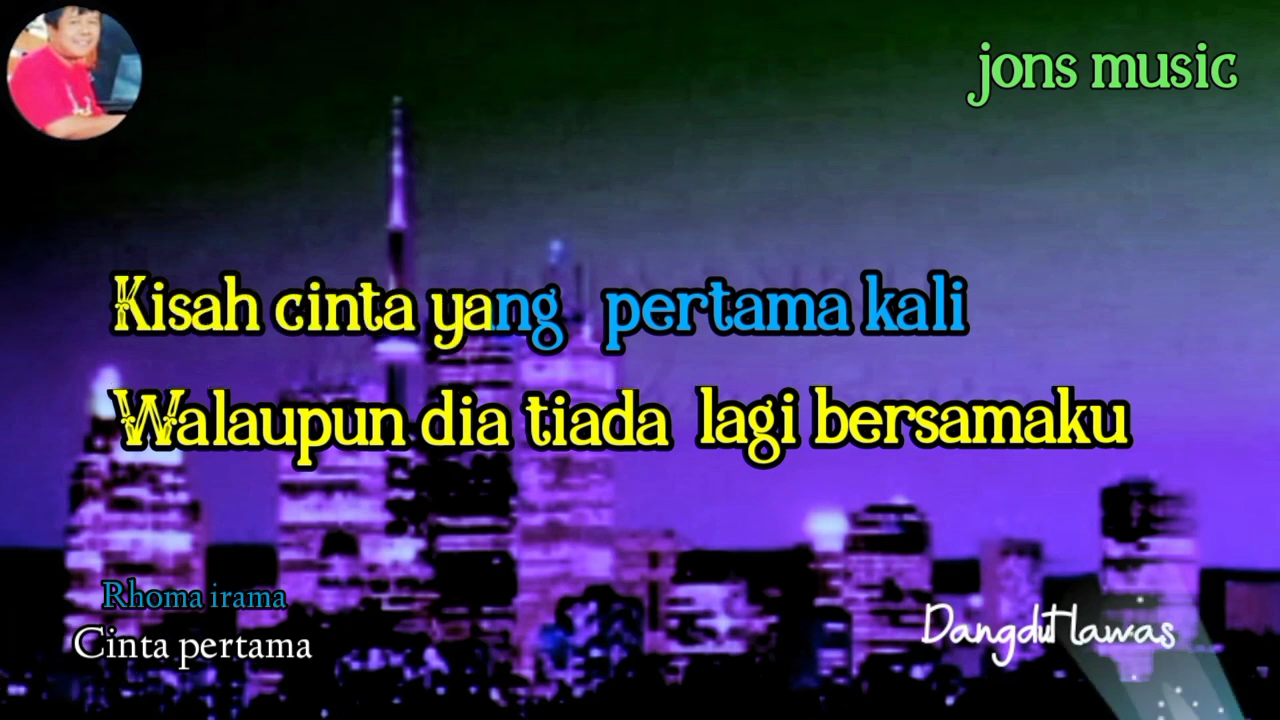 jons music
Kisah cinta yang pertama kali
Walaupun dia tiada lagi bersamaku
Rhoma irama
Cinta pertama
Dangdut lawas